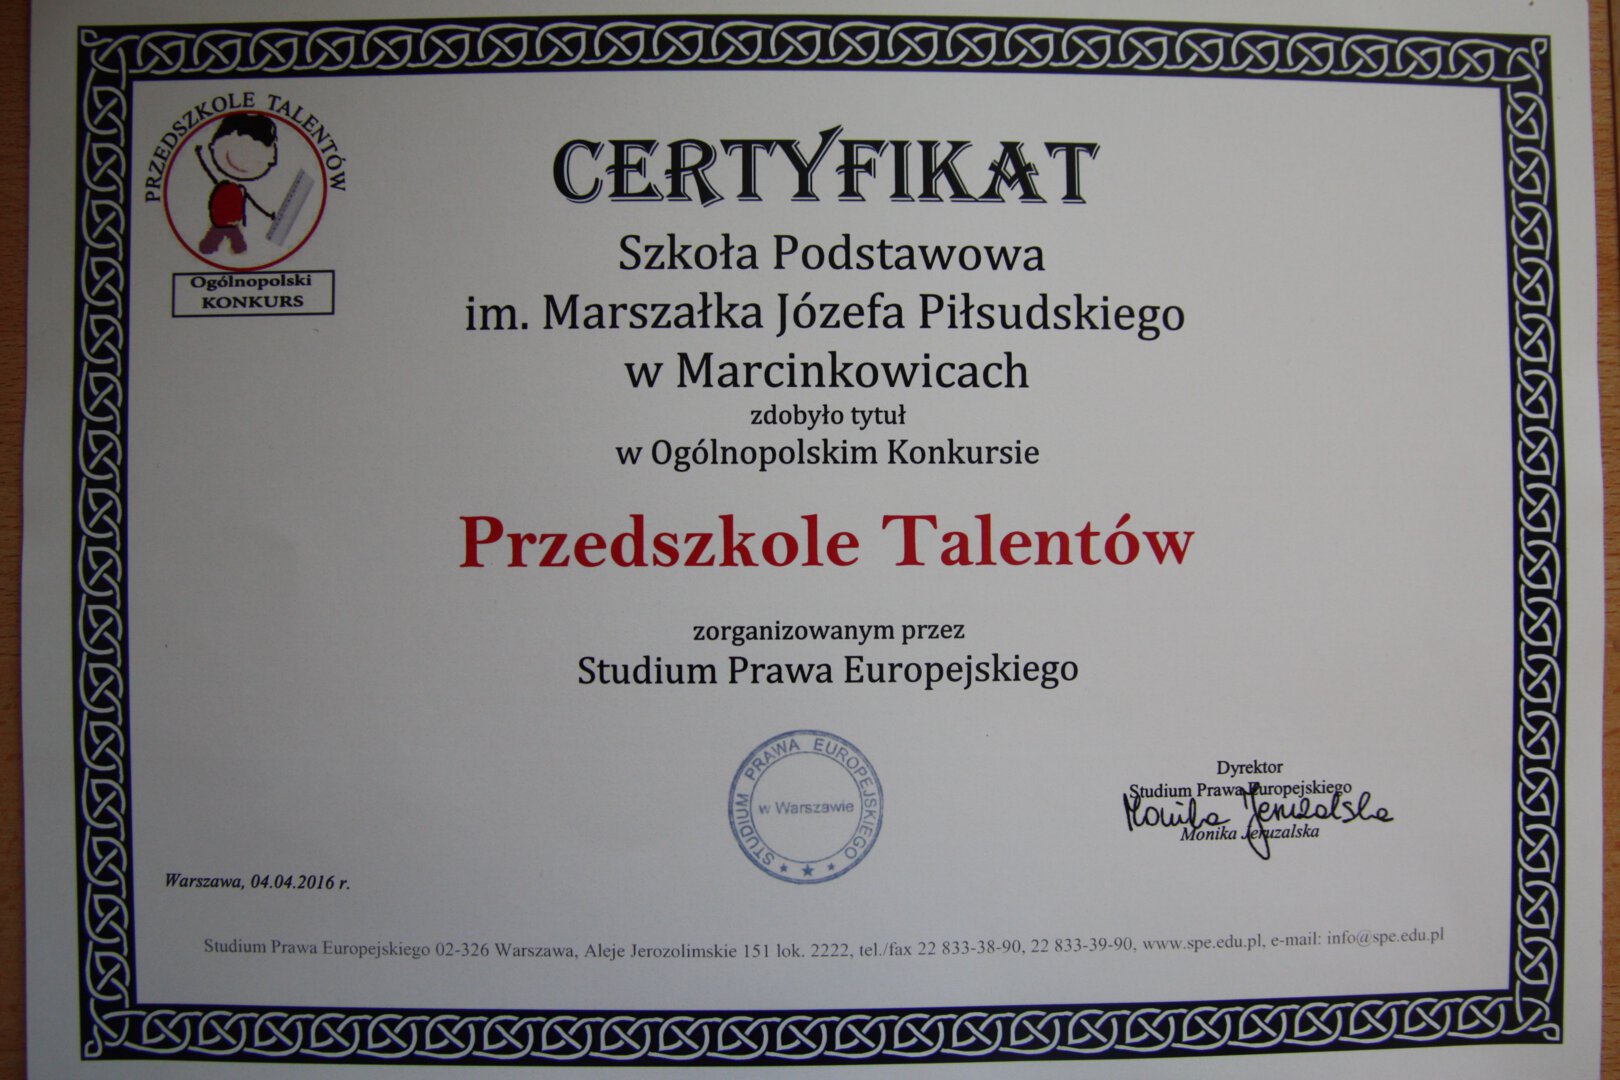 PRZEDSZKOLE TALENTÓW
Ogólnopolski
KONKURS
CERTYFIKAT
Szkoła Podstawowa
im. Marszałka Józefa Piłsudskiego
w Marcinkowicach
zdobyło tytuł
w Ogólnopolskim Konkursie
Przedszkole Talentów
zorganizowanym przez
Studium Prawa Europejskiego
STUDIUM PRAWA EUROPEJSKIEGO
w Warszawie
Dyrektor
Studium Prawa Europejskiego
Monika Jeruzalska
Monika Jeruzalska
Warszawa, 04.04.2016 r.
Studium Prawa Europejskiego 02-326 Warszawa, Aleje Jerozolimskie 151 lok. 2222, tel./fax 22 833-38-90, 22 833-39-90, www.spe.edu.pl, e-mail: info@spe.edu.pl